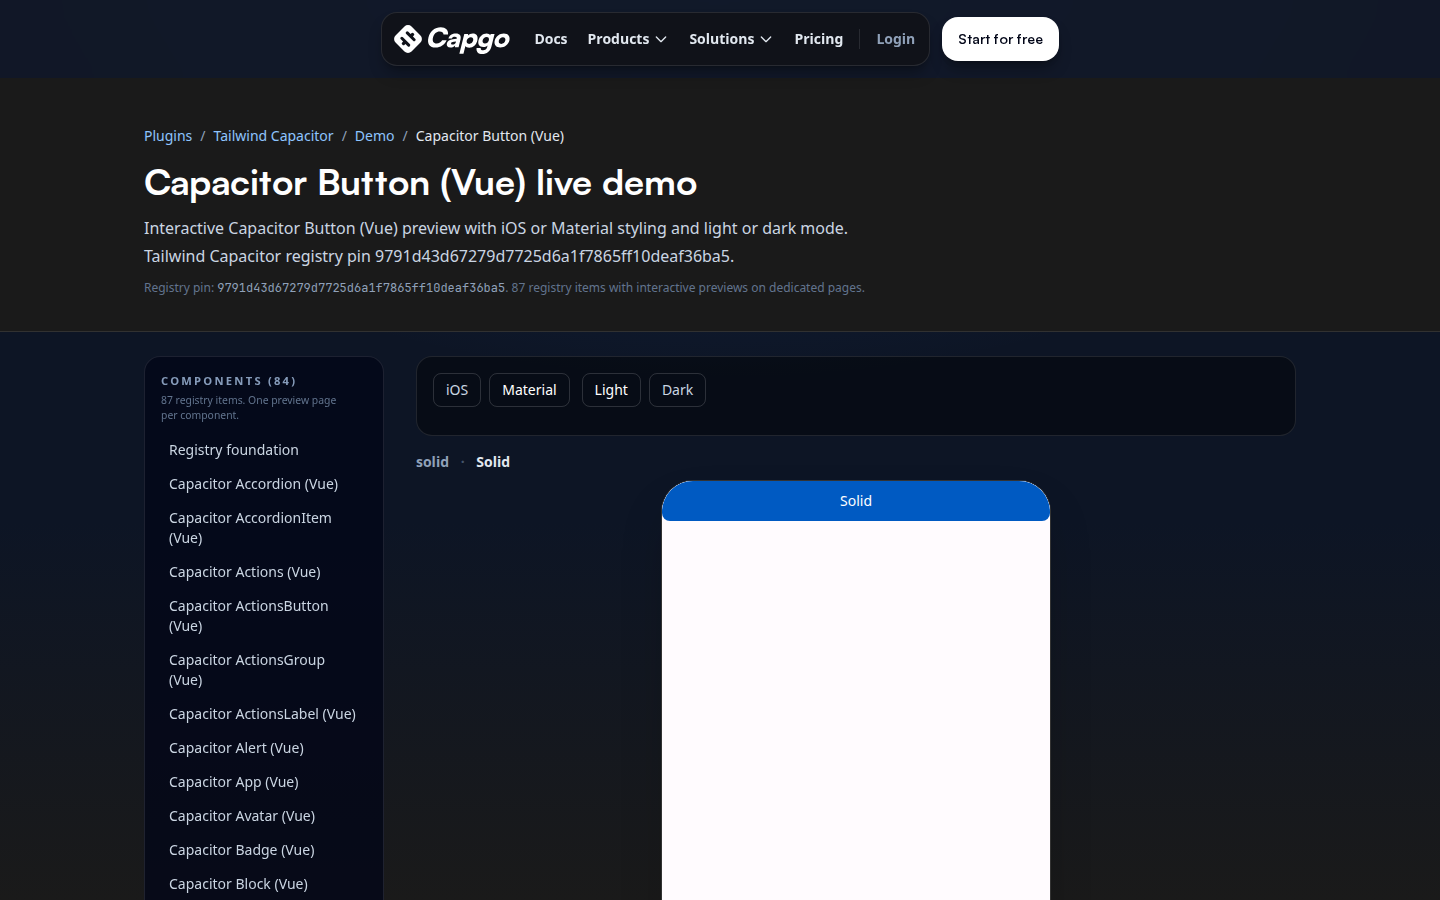 Capgo
Docs
Products
Solutions
Pricing
Login
Start for free
Plugins / Tailwind Capacitor / Demo / Capacitor Button (Vue)
Capacitor Button (Vue) live demo
Interactive Capacitor Button (Vue) preview with iOS or Material styling and light or dark mode.
Tailwind Capacitor registry pin 9791d43d67279d7725d6a1f7865ff10deaf36ba5.
Registry pin: 9791d43d67279d7725d6a1f7865ff10deaf36ba5. 87 registry items with interactive previews on dedicated pages.
COMPONENTS (84)
87 registry items. One preview page
per component.
Registry foundation
Capacitor Accordion (Vue)
Capacitor AccordionItem
(Vue)
Capacitor Actions (Vue)
Capacitor ActionsButton
(Vue)
Capacitor ActionsGroup
(Vue)
Capacitor ActionsLabel (Vue)
Capacitor Alert (Vue)
Capacitor App (Vue)
Capacitor Avatar (Vue)
Capacitor Badge (Vue)
Capacitor Block (Vue)
iOS
Material
Light
Dark
solid · Solid
Solid